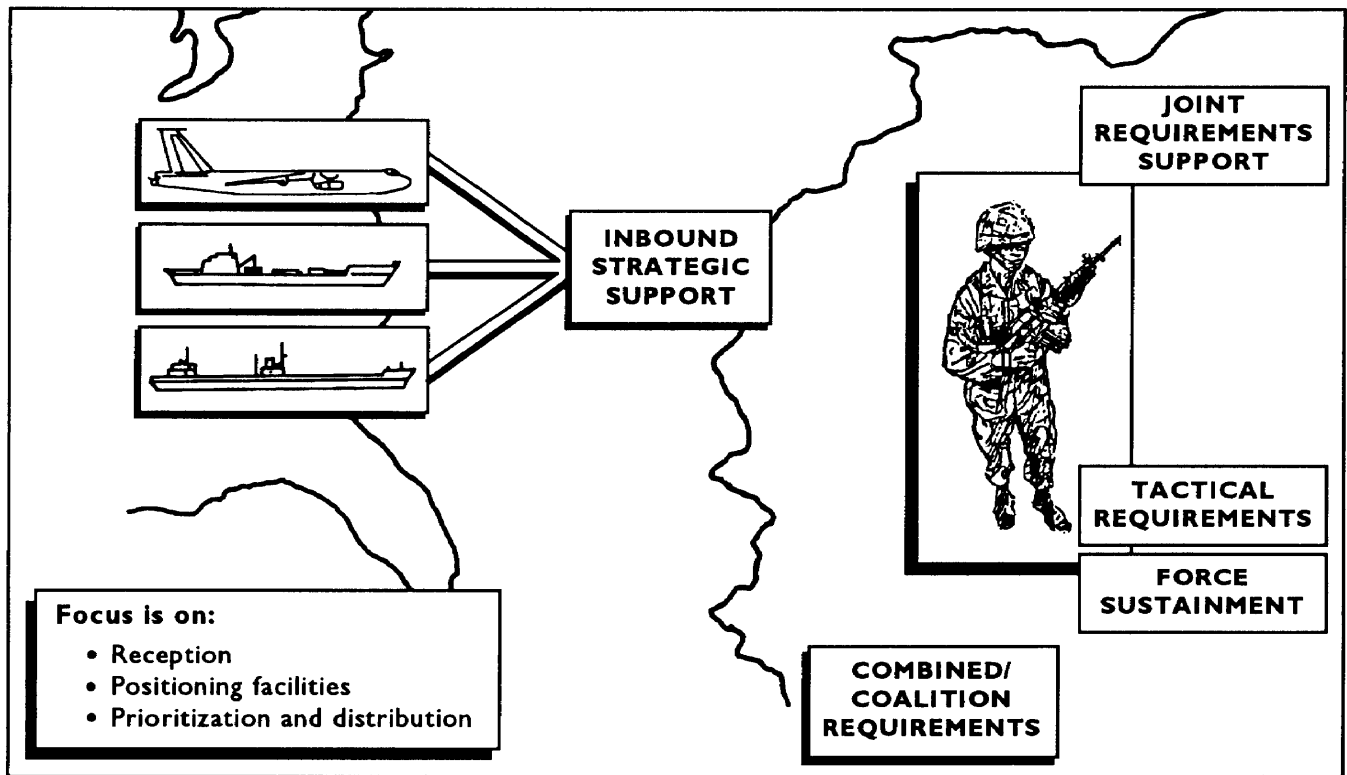 JOINT
REQUIREMENTS
SUPPORT
INBOUND
STRATEGIC
SUPPORT
TACTICAL
REQUIREMENTS
FORCE
SUSTAINMENT
Focus is on:
• Reception
• Positioning facilities
• Prioritization and distribution
COMBINED/
COALITION
REQUIREMENTS